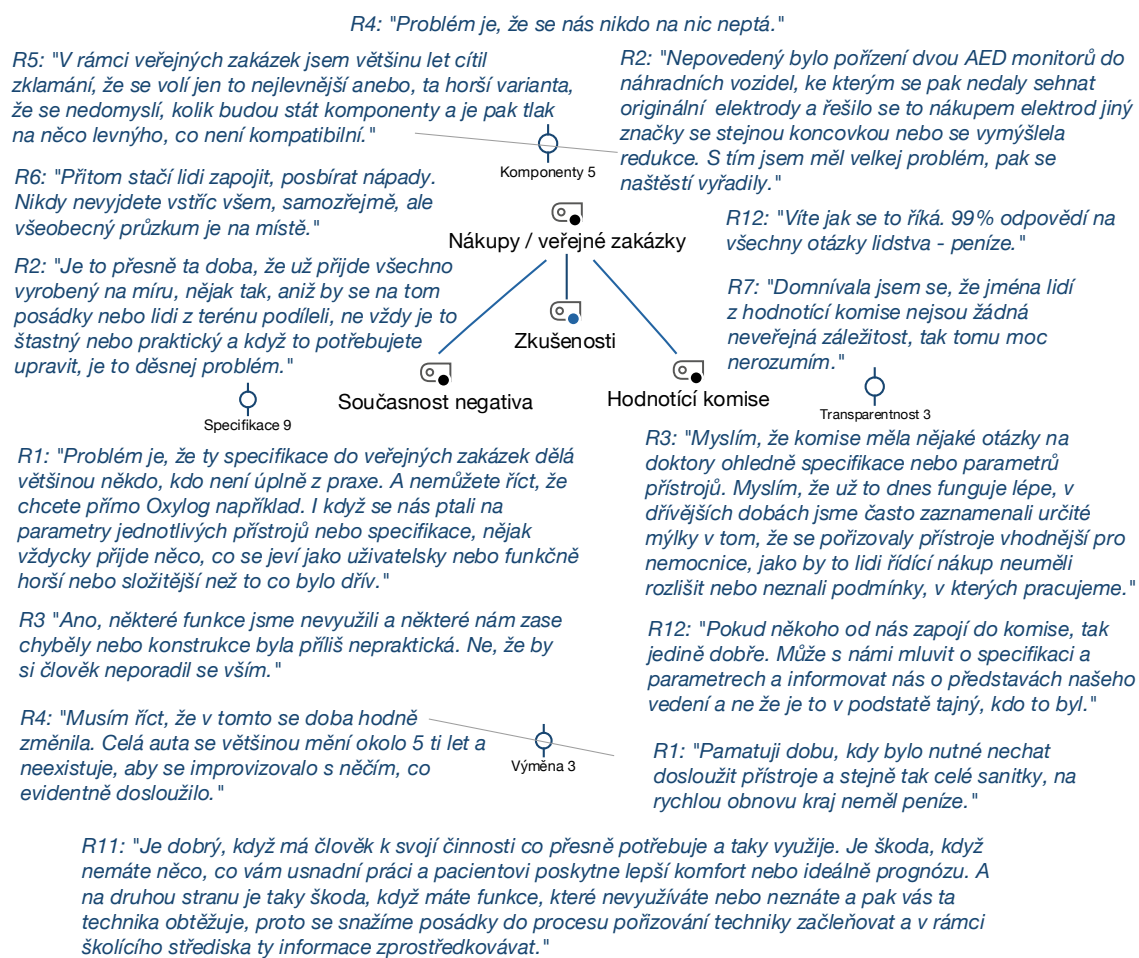 R4: "Problém je, že se nás nikdo na nic neptá."
R5: "V rámci veřejných zakázek jsem většinu let cítil
zklamání, že se volí jen to nejlevnější anebo, ta horší varianta,
že se nedomyslí, kolik budou stát komponenty a je pak tlak
na něco levnýho, co není kompatibilní."
R2: "Nepovedený bylo pořízení dvou AED monitorů do
náhradních vozidel, ke kterým se pak nedaly sehnat
originální elektrody a řešilo se to nákupem elektrod jiný
značky se stejnou koncovkou nebo se vymýšlela
redukce. S tím jsem měl velkej problém, pak se
naštěstí vyřadily."
Komponenty 5
R6: "Přitom stačí lidi zapojit, posbírat nápady.
Nikdy nevyjdete vstříc všem, samozřejmě, ale
všeobecný průzkum je na místě."
Nákupy / veřejné zakázky
R12: "Víte jak se to říká. 99% odpovědí na
všechny otázky lidstva - peníze."
R2: "Je to přesně ta doba, že už přijde všechno
vyrobený na míru, nějak tak, aniž by se na tom
posádky nebo lidi z terénu podíleli, ne vždy je to
štastný nebo praktický a když to potřebujete
upravit, je to děsnej problém."
R7: "Domnívala jsem se, že jména lidí
z hodnotící komise nejsou žádná
neveřejná záležitost, tak tomu moc
nerozumím."
Zkušenosti
Současnost negativa
Hodnotící komise
Specifikace 9
Transparentnost 3
R1: "Problém je, že ty specifikace do veřejných zakázek dělá
většinou někdo, kdo není úplně z praxe. A nemůžete říct, že
chcete přímo Oxylog například. I když se nás ptali na
parametry jednotlivých přístrojů nebo specifikace, nějak
vždycky přijde něco, co se jeví jako uživatelsky nebo funkčně
horší nebo složitější než to co bylo dřív."
R3: "Myslím, že komise měla nějaké otázky na
doktory ohledně specifikace nebo parametrů
přístrojů. Myslím, že už to dnes funguje lépe, v
dřívějších dobách jsme často zaznamenali určité
mýlky v tom, že se pořizovaly přístroje vhodnější pro
nemocnice, jako by to lidi řídící nákup neuměli
rozlišit nebo neznali podmínky, v kterých pracujeme."
R3 "Ano, některé funkce jsme nevyužili a některé nám zase
chyběly nebo konstrukce byla příliš nepraktická. Ne, že by
si člověk neporadil se vším."
R12: "Pokud někoho od nás zapojí do komise, tak
jedině dobře. Může s námi mluvit o specifikaci a
parametrech a informovat nás o představách našeho
vedení a ne že je to v podstatě tajný, kdo to byl."
R4: "Musím říct, že v tomto se doba hodně
změnila. Celá auta se většinou mění okolo 5 ti let a
neexistuje, aby se improvizovalo s něčím, co
evidentně dosloužilo."
Výměna 3
R1: "Pamatuji dobu, kdy bylo nutné nechat
dosloužit přístroje a stejně tak celé sanitky, na
rychlou obnovu kraj neměl peníze."
R11: "Je dobrý, když má člověk k svojí činnosti co přesně potřebuje a taky využije. Je škoda, když
nemáte něco, co vám usnadní práci a pacientovi poskytne lepší komfort nebo ideálně prognózu. A
na druhou stranu je taky škoda, když máte funkce, které nevyužíváte nebo neznáte a pak vás ta
technika obtěžuje, proto se snažíme posádky do procesu pořizování techniky začleňovat a v rámci
školícího střediska ty informace zprostředkovávat."